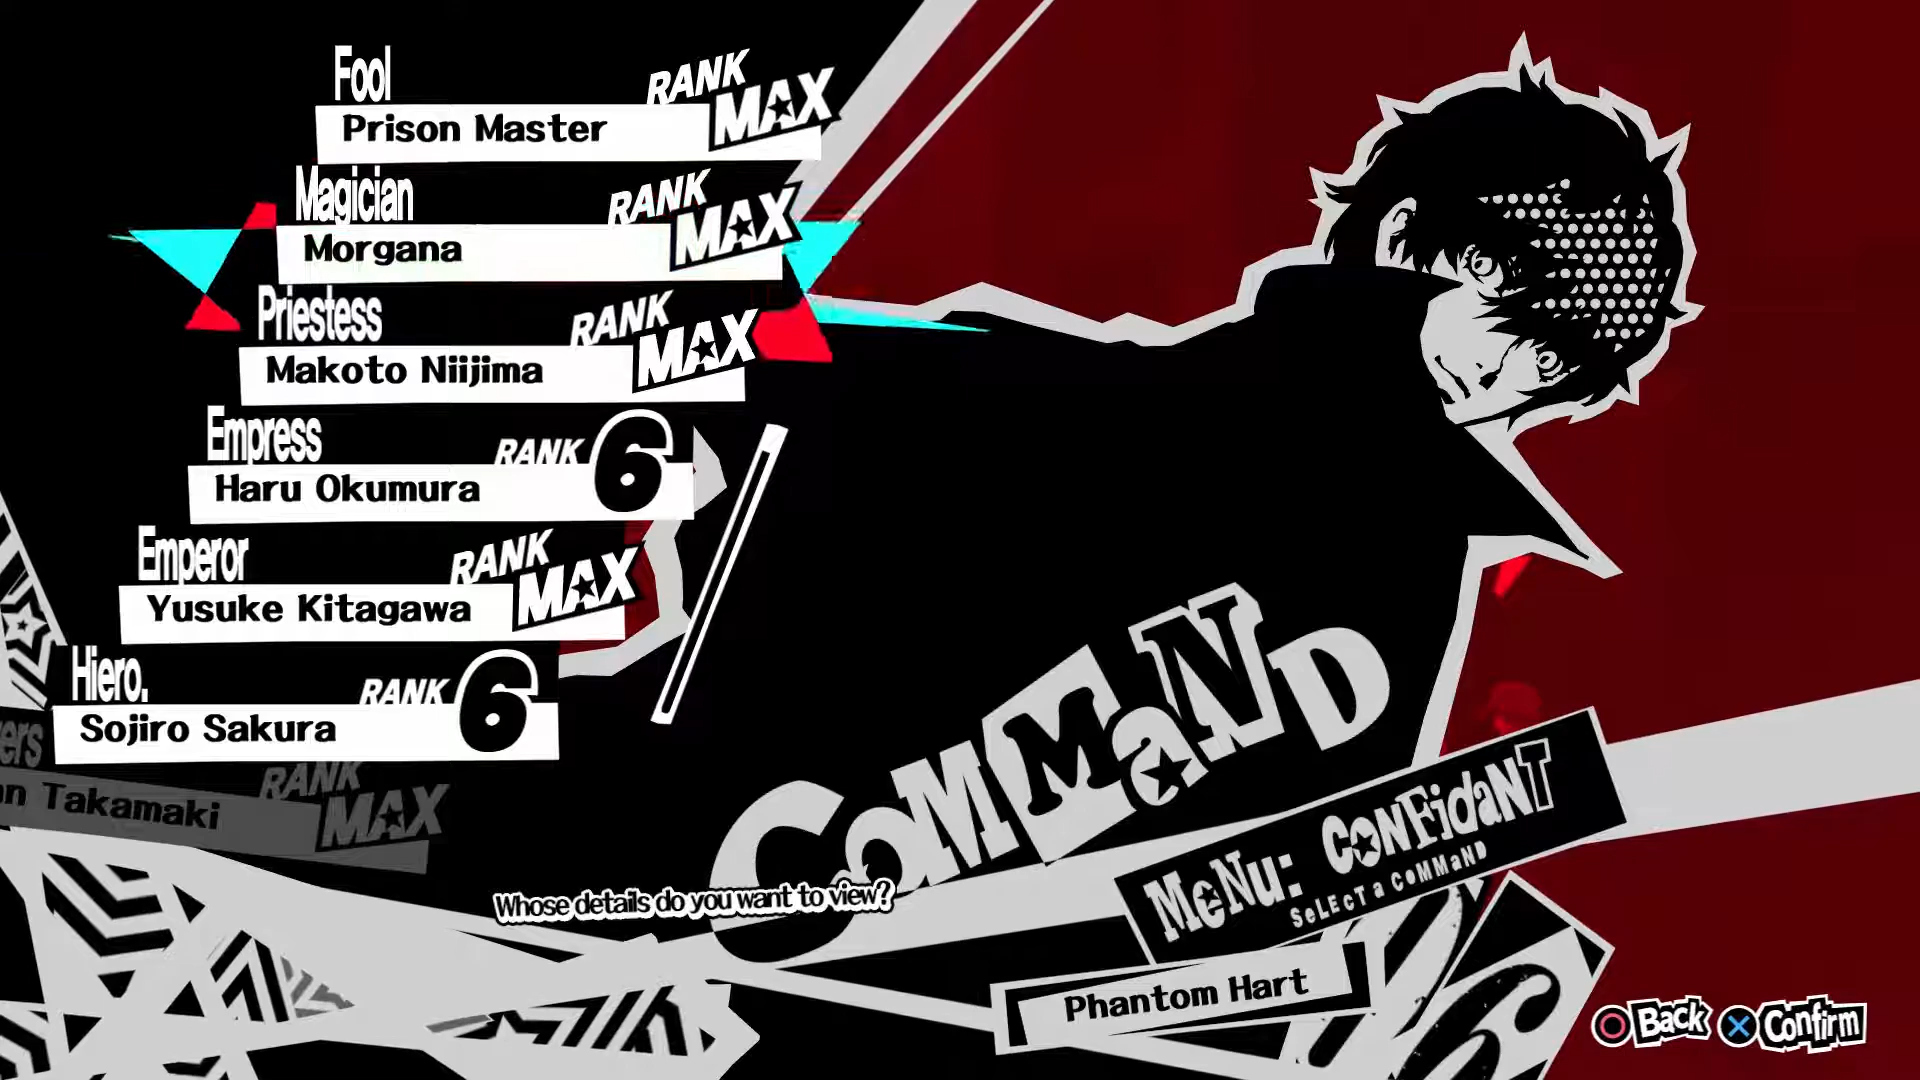 Fool
RANK MAX
Prison Master
Magician
RANK MAX
Morgana
Priestess
RANK MAX
Makoto Niijima
Empress
RANK 6
Haru Okumura
Emperor
RANK MAX
Yusuke Kitagawa
Hiero.
RANK 6
Sojiro Sakura
RANK MAX
Takamaki
COMMaND
Whose details do you want to view?
MeNu: CoNFidaNT
SeLEcT a CoMMaND
Phantom Hart
Back
Confirm